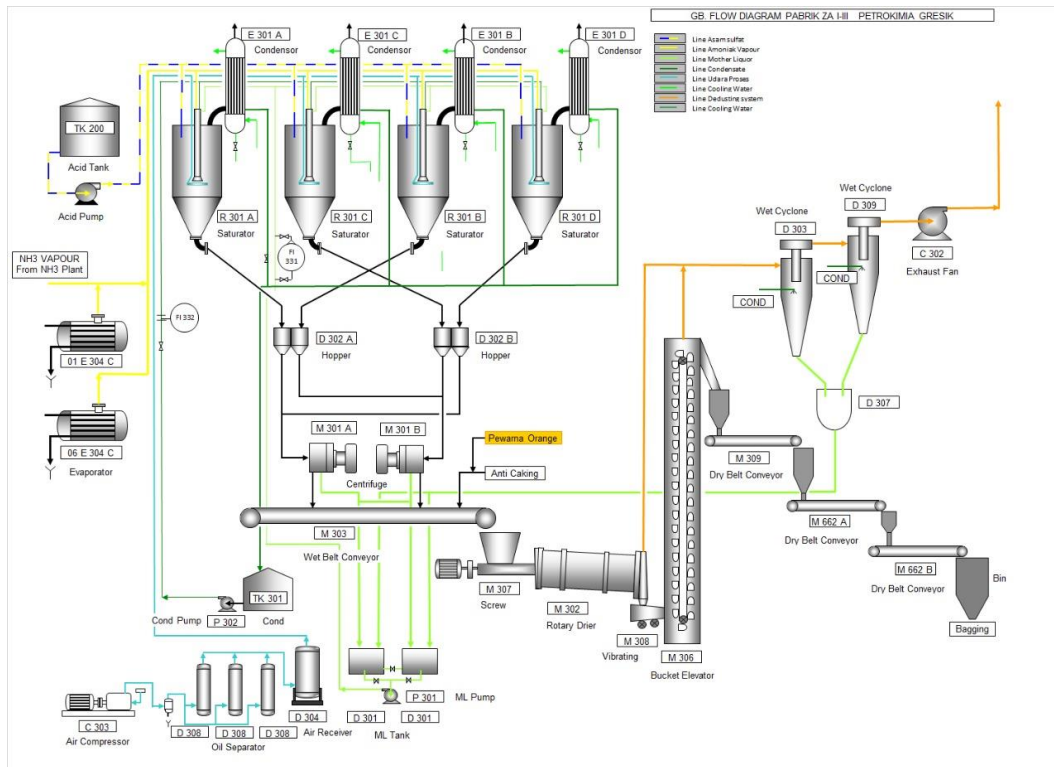 GB. FLOW DIAGRAM PABRIK ZA I-III    PETROKIMIA GRESIK
Line Asam sulfat
Line Amoniak Vapour
Line Mother Liquor
Line Condensate
Line Udara Proses
Line Cooling Water
Line Dedusting system
Line Cooling Water
E 301 A
Condensor
E 301 C
Condensor
E 301 B
Condensor
E 301 D
Condensor
TK 200
Acid Tank
Acid Pump
R 301 A
Saturator
R 301 C
Saturator
R 301 B
Saturator
R 301 D
Saturator
FI
331
NH3 VAPOUR
From NH3 Plant
FI 332
01 E 304 C
06 E 304 C
Evaporator
D 302 A
Hopper
D 302 B
Hopper
M 301 A
M 301 B
Centrifuge
Pewarna Orange
Anti Caking
M 303
Wet Belt Conveyor
TK 301
Cond
Cond Pump
P 302
M 307
Screw
M 302
Rotary Drier
M 308
Vibrating
M 306
Bucket Elevator
Wet Cyclone
D 303
Wet Cyclone
D 309
C 302
Exhaust Fan
COND
COND
D 307
M 309
Dry Belt Conveyor
M 662 A
Dry Belt Conveyor
M 662 B
Dry Belt Conveyor
Bin
Bagging
P 301
ML Pump
D 301
D 301
ML Tank
D 304
Air Receiver
D 308
D 308
D 308
Oil Separator
C 303
Air Compressor